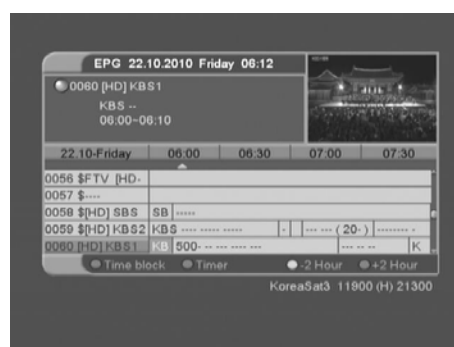 EPG 22.10.2010 Friday 06:12
0060 [HD] KBS1
KBS --
06:00~06:10
22.10-Friday 06:00 06:30 07:00 07:30
0056 $FTV [HD-
0057 $----
0058 $[HD] SBS SB -----
0059 $[HD] KBS2 KBS ---- ----- ----- - --- --- ( 20- ) -------- -
0060 [HD] KBS1 KB 500- -- --- ---- --- --- -- -- K
Time block Timer -2 Hour +2 Hour
KoreaSat3 11900 (H) 21300